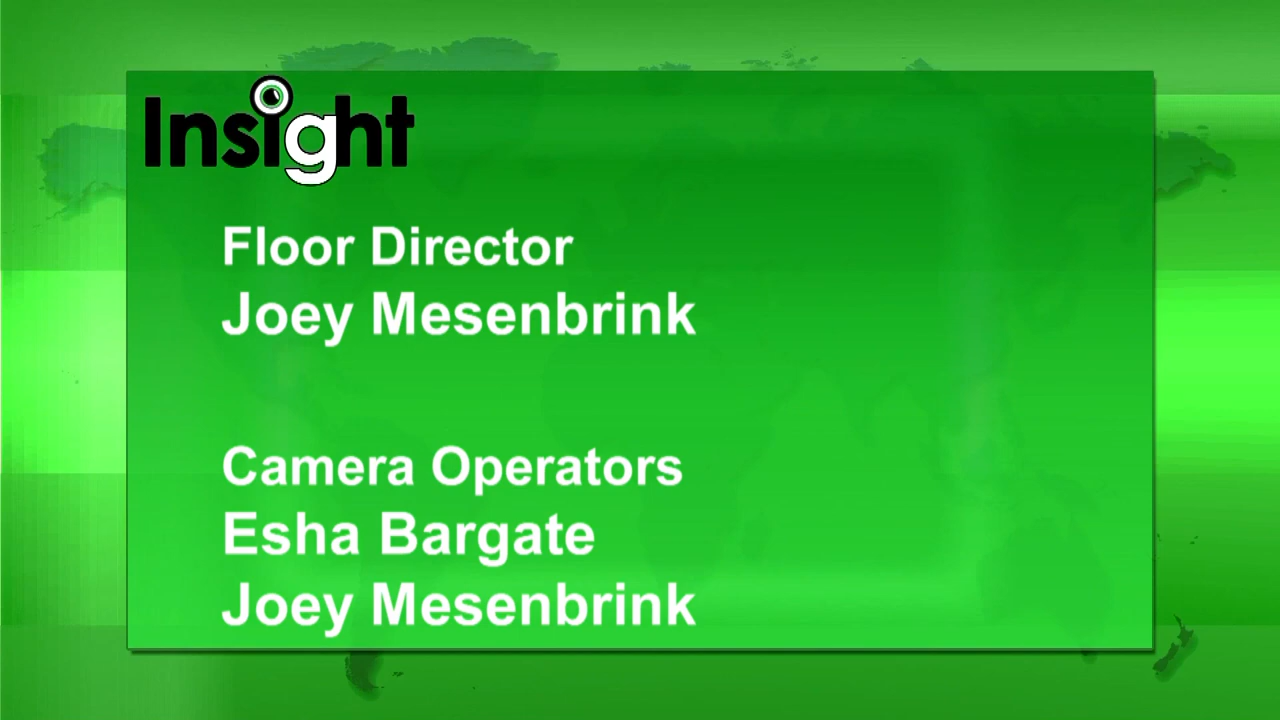 Insight
Floor Director
Joey Mesenbrink
Camera Operators
Esha Bargate
Joey Mesenbrink